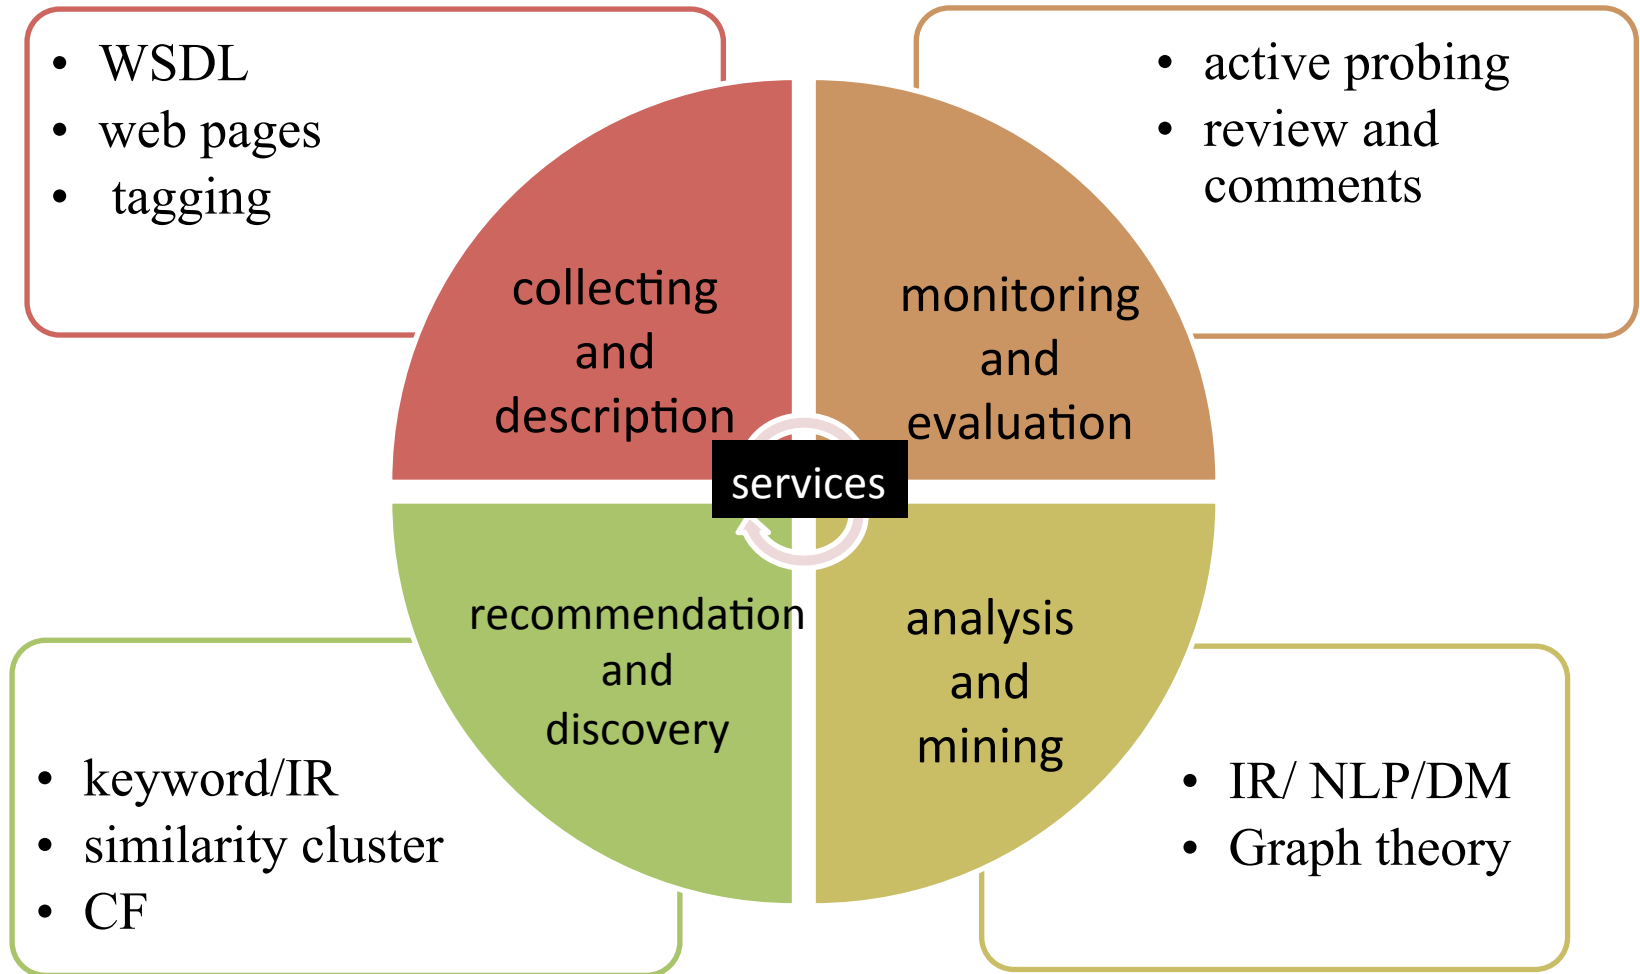 • WSDL
• web pages
• tagging
• active probing
• review and
comments
collecting
and
description
monitoring
and
evaluation
services
recommendation
and
discovery
analysis
and
mining
• keyword/IR
• similarity cluster
• CF
• IR/ NLP/DM
• Graph theory